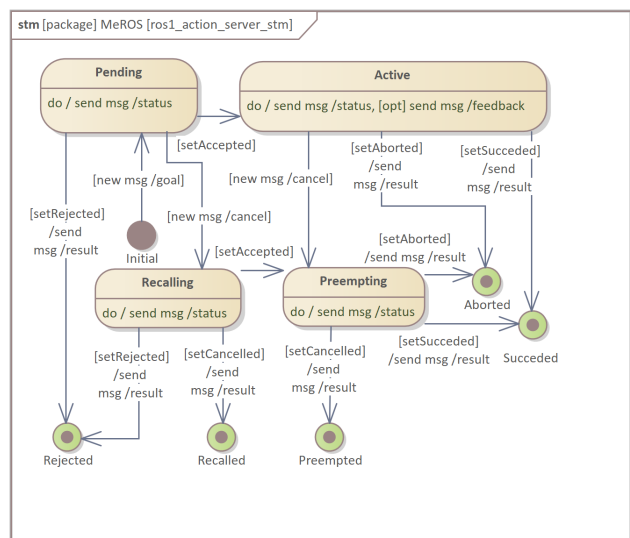 stm [package] MeROS [ros1_action_server_stm]
Pending
do / send msg /status
Active
do / send msg /status, [opt] send msg /feedback
[setAccepted]
[setAborted]
/send
msg /result
[setSucceded]
/send
msg /result
[new msg /goal]
[new msg /cancel]
[setRejected]
/send
msg /result
[new msg /cancel]
Initial
[setAccepted]
[setAborted]
/send msg /result
Recalling
do / send msg /status
Preempting
do / send msg /status
Aborted
[setSucceded]
/send msg /result
Succeded
[setRejected]
/send
msg /result
[setCancelled]
/send
msg /result
[setCancelled]
/send
msg /result
Rejected
Recalled
Preempted